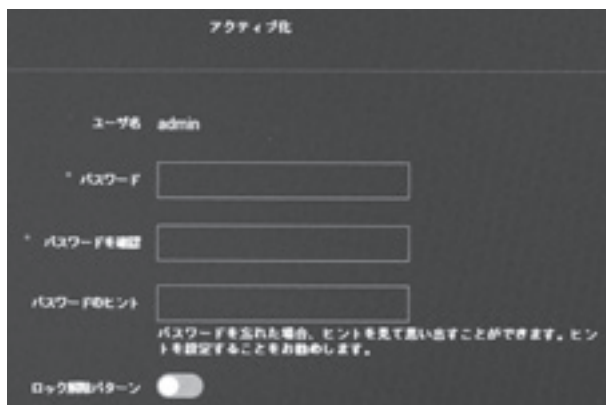 アクティブ化
ユーザ名 admin
* パスワード
* パスワードを確認
パスワードのヒント
パスワードを忘れた場合、ヒントを見て思い出すことができます。ヒン
トを設定することをお勧めします。
ロック解除パターン